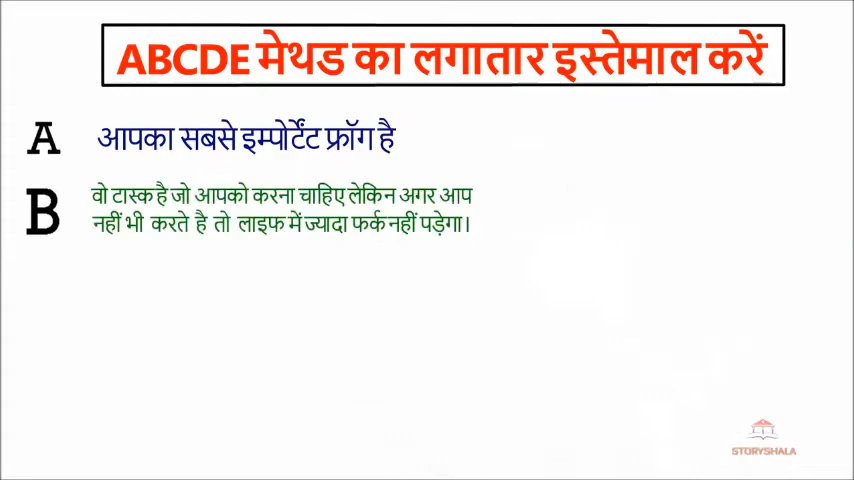 ABCDE मेथड का लगातार इस्तेमाल करें
A आपका सबसे इम्पोर्टेंट फ्रॉग है
B वो टास्क है जो आपको करना चाहिए लेकिन अगर आप
नहीं भी करते है तो लाइफ में ज्यादा फर्क नहीं पड़ेगा।
STORYSHALA